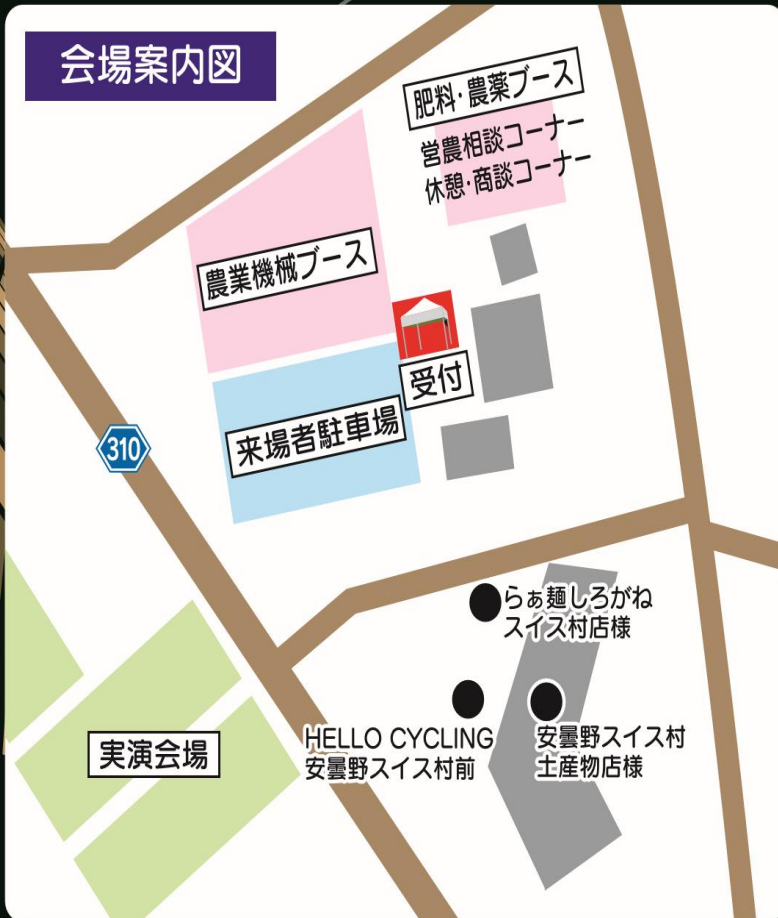 会場案内図
肥料・農薬ブース
営農相談コーナー
休憩・商談コーナー
農業機械ブース
受付
来場者駐車場
310
らぁ麺しろがね
スイス村店様
HELLO CYCLING
安曇野スイス村前
安曇野スイス村
土産物店様
実演会場